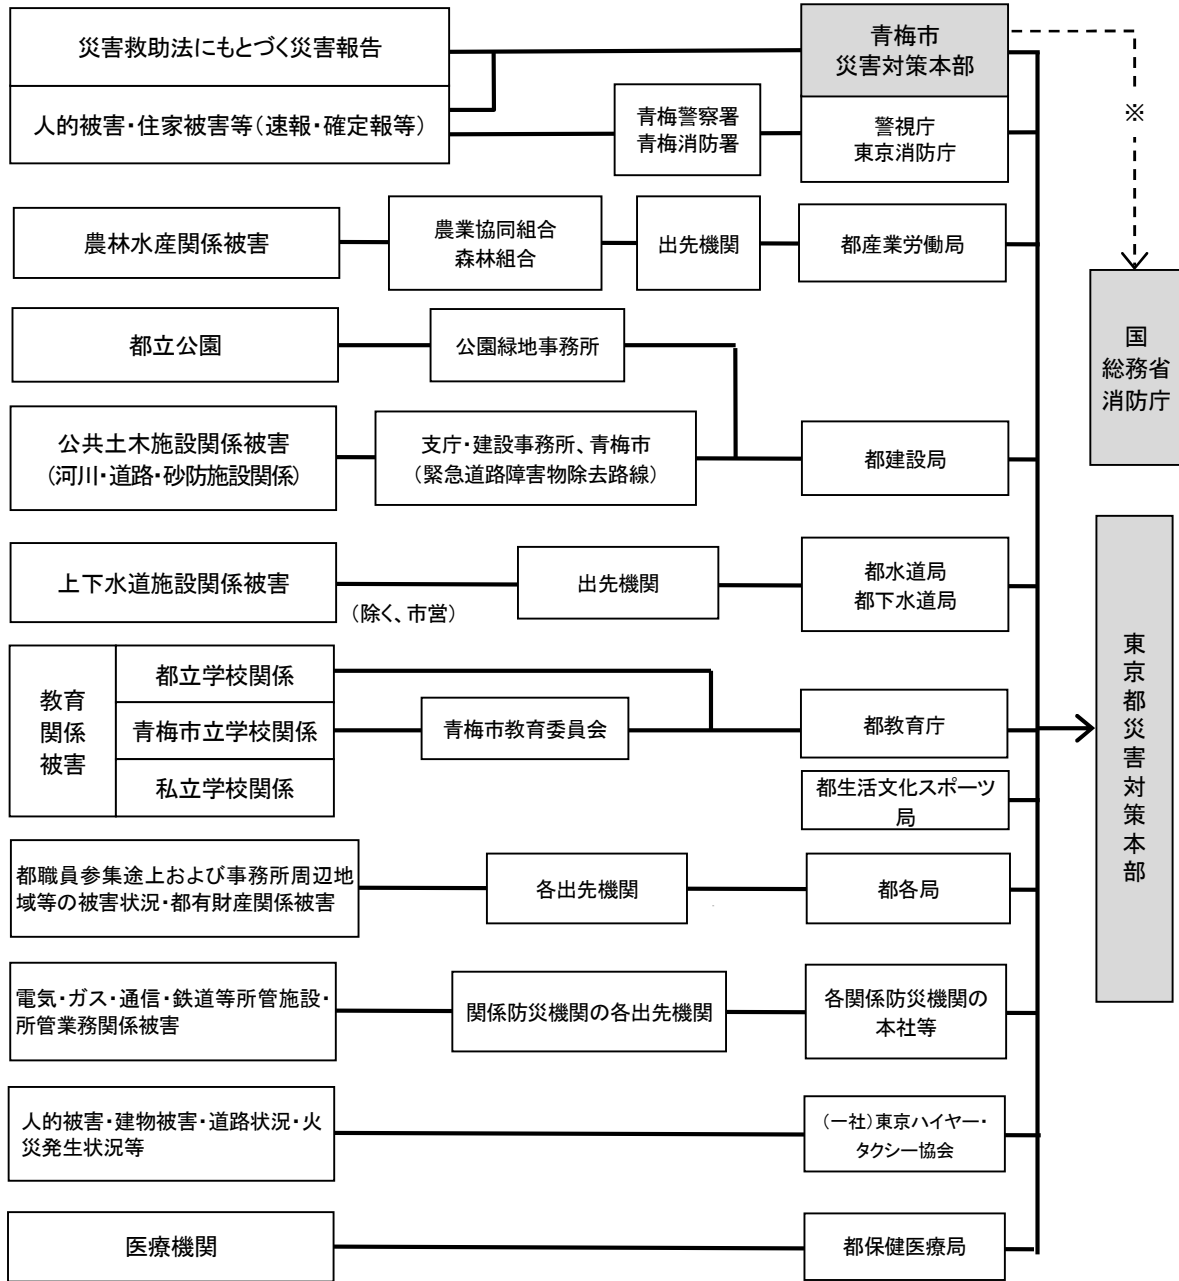 災害救助法にもとづく災害報告
青梅市
災害対策本部
人的被害・住家被害等（速報・確定報等）
青梅警察署
青梅消防署
警視庁
東京消防庁
※
農林水産関係被害
農業協同組合
森林組合
出先機関
都産業労働局
国
総務省
消防庁
都立公園
公園緑地事務所
公共土木施設関係被害
（河川・道路・砂防施設関係）
支庁・建設事務所、青梅市
（緊急道路障害物除去路線）
都建設局
上下水道施設関係被害
（除く、市営）
出先機関
都水道局
都下水道局
東京都災害対策本部
教育
関係
被害
都立学校関係
青梅市立学校関係
私立学校関係
青梅市教育委員会
都教育庁
都生活文化スポーツ
局
都職員参集途上および事務所周辺地
域等の被害状況・都有財産関係被害
各出先機関
都各局
電気・ガス・通信・鉄道等所管施設・
所管業務関係被害
関係防災機関の各出先機関
各関係防災機関の
本社等
人的被害・建物被害・道路状況・火
災発生状況等
（一社）東京ハイヤー・
タクシー協会
医療機関
都保健医療局